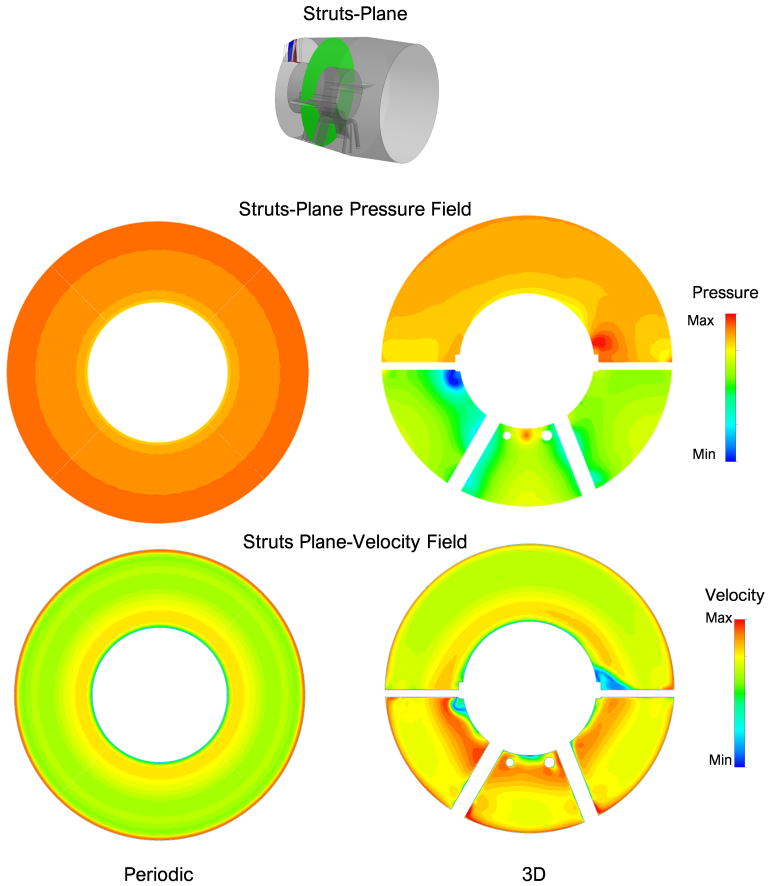 Struts-Plane
Struts-Plane Pressure Field
Pressure
Max
Min
Struts Plane-Velocity Field
Velocity
Max
Min
Periodic
3D